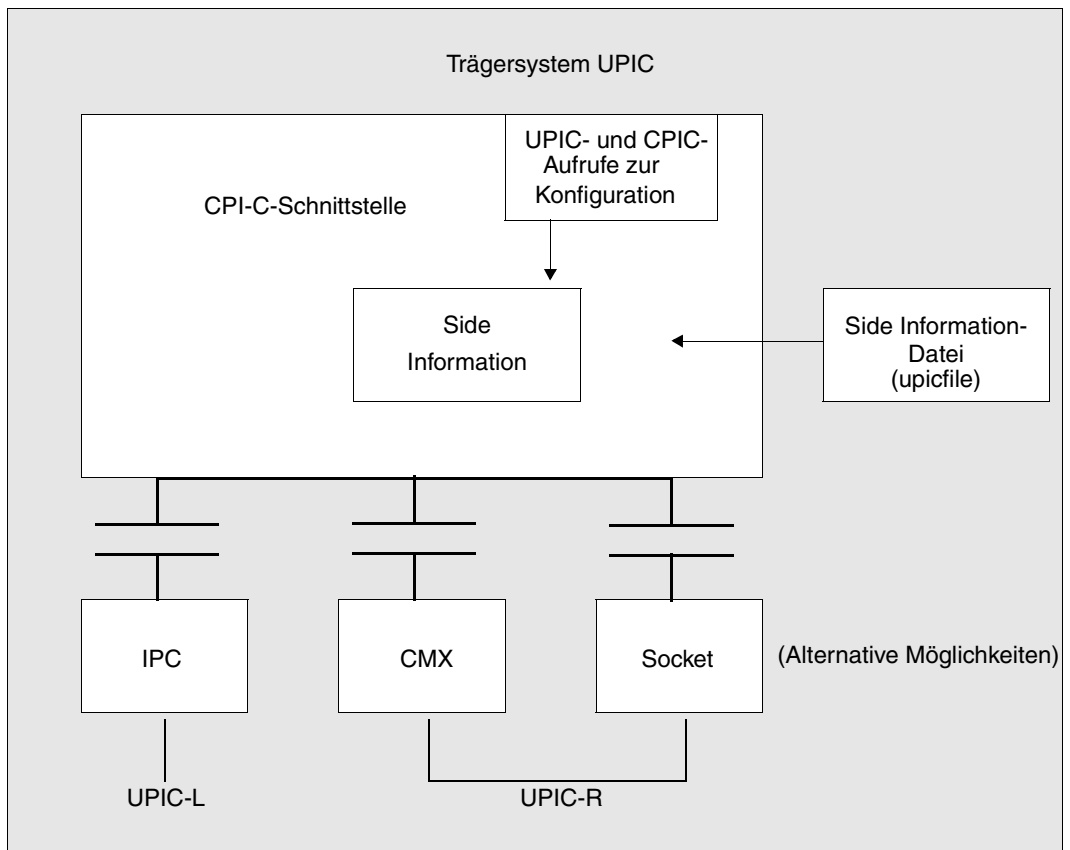 Trägersystem UPIC
UPIC- und CPIC-
Aufrufe zur
Konfiguration
CPI-C-Schnittstelle
Side
Information
Side Information-
Datei
(upicfile)
IPC
CMX
Socket
(Alternative Möglichkeiten)
UPIC-L
UPIC-R